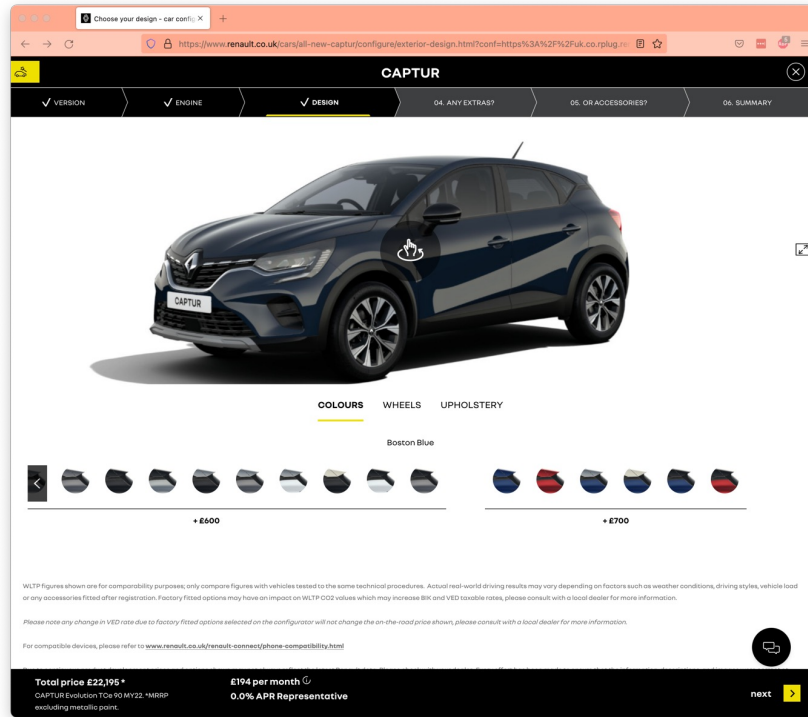 Choose your design - car config
https://www.renault.co.uk/cars/all-new-captur/configure/exterior-design.html?conf=https%3A%2F%2Fuk.co.rplug.re
CAPTUR
VERSION
ENGINE
DESIGN
04. ANY EXTRAS?
05. OR ACCESSORIES?
06. SUMMARY
CAPTUR
COLOURS
WHEELS
UPHOLSTERY
Boston Blue
+ £600
+ £700
WLTP figures shown are for comparability purposes; only compare figures with vehicles tested to the same technical procedures. Actual real-world driving results may vary depending on factors such as weather conditions, driving styles, vehicle load
or any accessories fitted after registration. Factory fitted options may have an impact on WLTP CO2 values which may increase BIK and VED taxable rates, please consult with a local dealer for more information.
Please note any change in VED rate due to factory fitted options selected on the configurator will not change the on-the-road price shown, please consult with a local dealer for more information.
For compatible devices, please refer to www.renault.co.uk/renault-connect/phone-compatibility.html
Total price £22,195 *
CAPTUR Evolution TCe 90 MY22. *MRRP
excluding metallic paint.
£194 per month
0.0% APR Representative
next